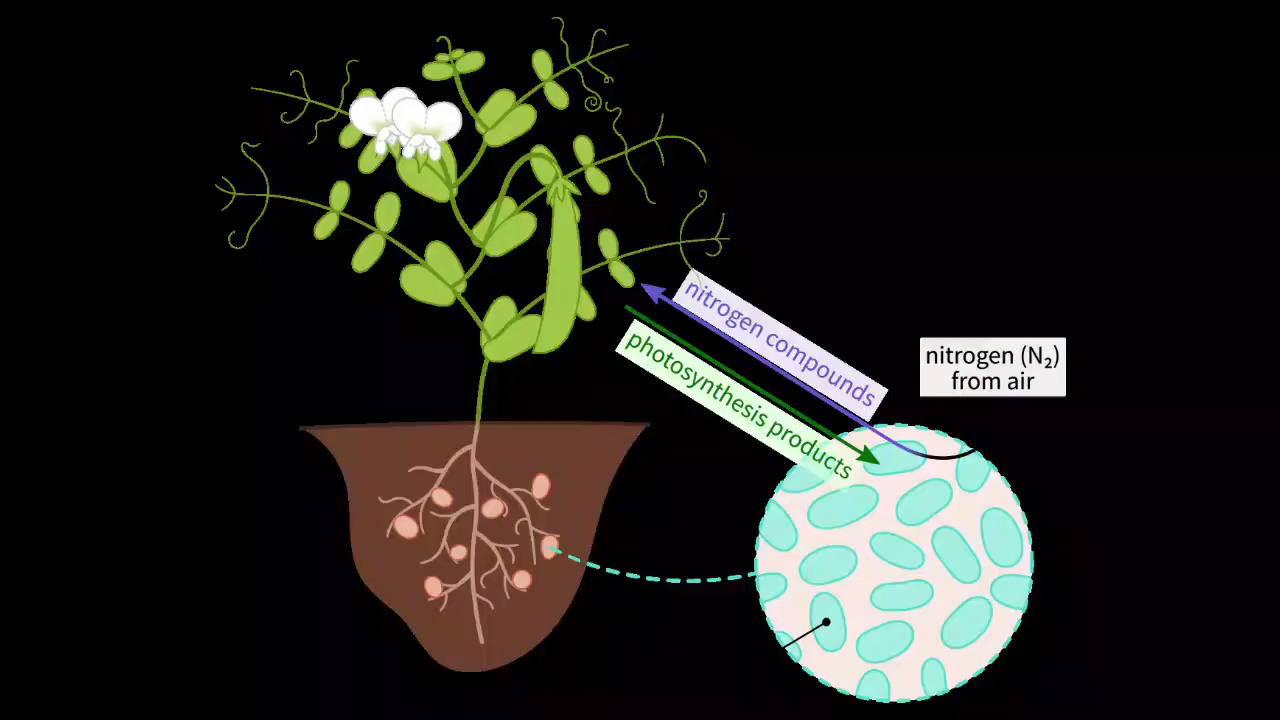 nitrogen compounds
photosynthesis products
nitrogen (N₂)
from air